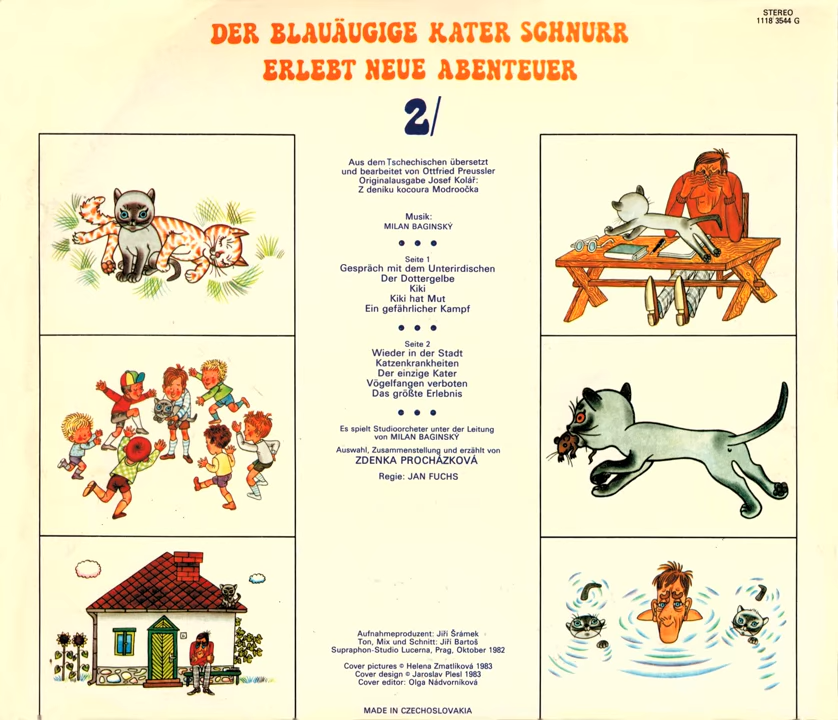 DER BLAUÄUGIGE KATER SCHNURR
ERLEBT NEUE ABENTEUER
2/
STEREO
1118 3544 G
Aus dem Tschechischen übersetzt
und bearbeitet von Ottfried Preussler
Originalausgabe Josef Kolář:
Z deniku kocoura Modroočka
Musik:
MILAN BAGINSKÝ
Seite 1
Gespräch mit dem Unterirdischen
Der Dottergelbe
Kiki
Kiki hat Mut
Ein gefährlicher Kampf
Seite 2
Wieder in der Stadt
Katzenkrankheiten
Der einzige Kater
Vögelfangen verboten
Das größte Erlebnis
Es spielt Studioorcheter unter der Leitung
von MILAN BAGINSKÝ
Auswahl, Zusammenstellung und erzählt von
ZDENKA PROCHÁZKOVÁ
Regie: JAN FUCHS
Aufnahmeproduzent: Jiří Šrámek
Ton, Mix und Schnitt: Jiří Bartoš
Supraphon-Studio Lucerna, Prag, Oktober 1982
Cover pictures © Helena Zmatlíková 1983
Cover design © Jaroslav Plesl 1983
Cover editor: Olga Nádvorníková
MADE IN CZECHOSLOVAKIA